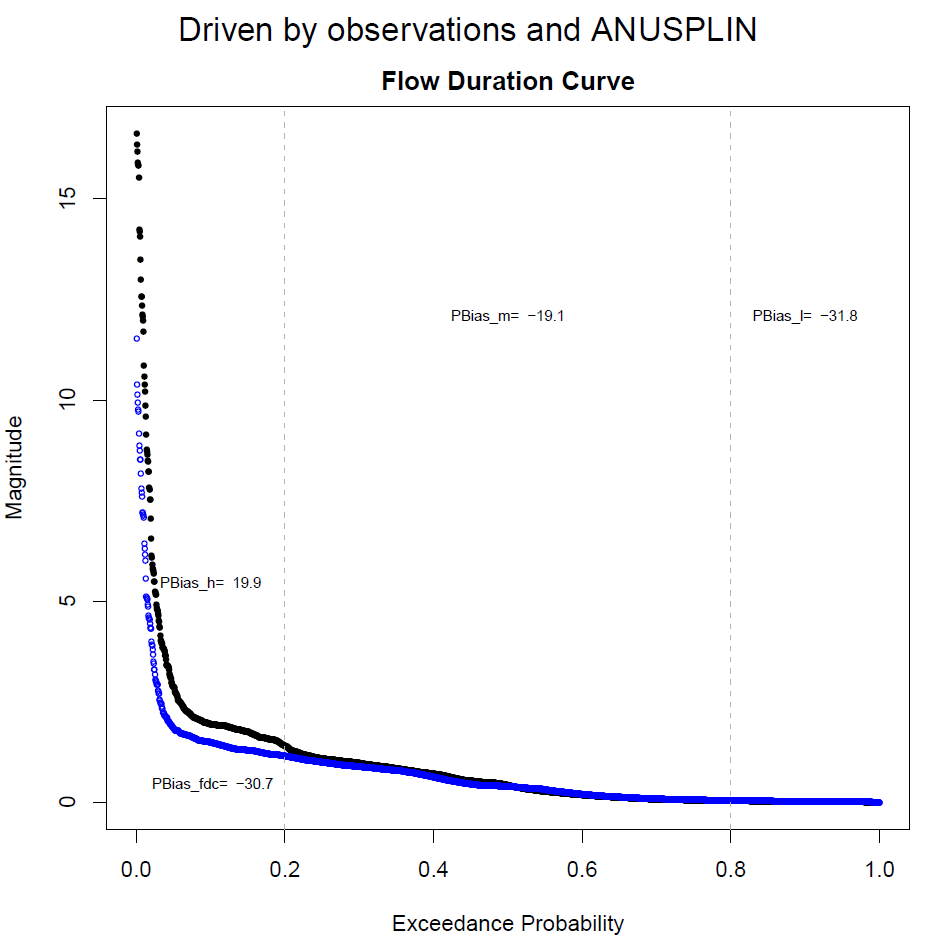 Driven by observations and ANUSPLIN
Flow Duration Curve
15
10
5
0
Magnitude
PBias_m= −19.1
PBias_l= −31.8
PBias_h= 19.9
PBias_fdc= −30.7
0.0 0.2 0.4 0.6 0.8 1.0
Exceedance Probability